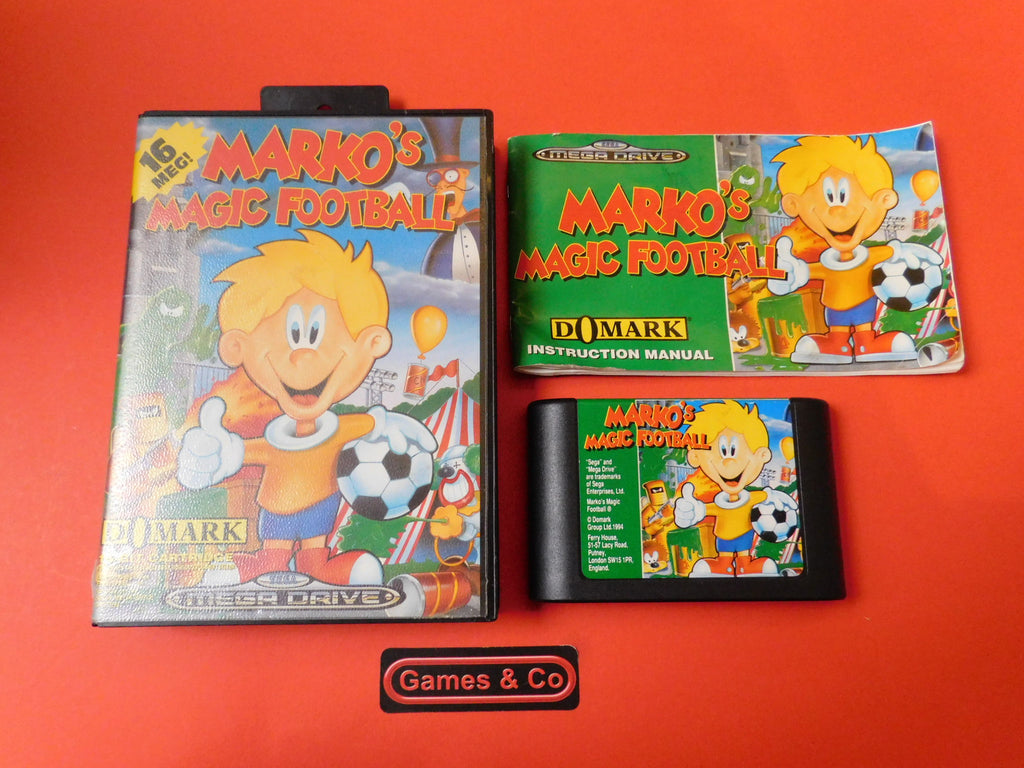 16
MEG!
MARKO'S
MAGIC FOOTBALL
DOMARK
SEGA
MEGA DRIVE
SEGA
MEGA DRIVE
MARKO'S
MAGIC FOOTBALL
DOMARK
INSTRUCTION MANUAL
MARKO'S
MAGIC FOOTBALL
"Sega" and
"Mega Drive"
are trademarks
of Sega
Enterprises, Ltd.
Marko's Magic
Football ®
© Domark
Group Ltd.1994
Ferry House,
51-57 Lacy Road,
Putney,
London SW15 1PR,
England.
Games & Co